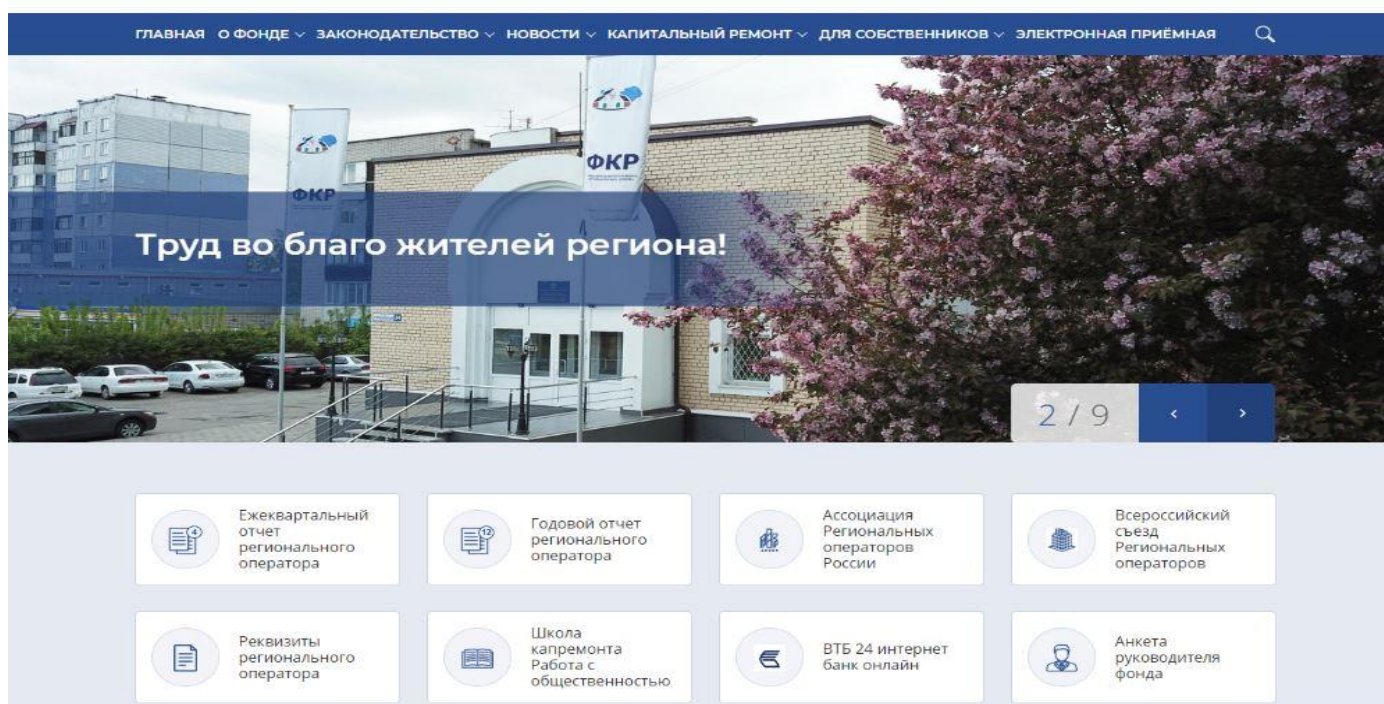 ГЛАВНАЯ О ФОНДЕ ЗАКОНОДАТЕЛЬСТВО НОВОСТИ КАПИТАЛЬНЫЙ РЕМОНТ ДЛЯ СОБСТВЕННИКОВ ЭЛЕКТРОННАЯ ПРИЁМНАЯ
ФКР
ФКР
Труд во благо жителей региона!
2 / 9
4
Ежеквартальный
отчет
регионального
оператора
12
Годовой отчет
регионального
оператора
Ассоциация
Региональных
операторов
России
Всероссийский
съезд
Региональных
операторов
Реквизиты
регионального
оператора
Школа
капремонта
Работа с
общественностью
ВТБ 24 интернет
банк онлайн
Анкета
руководителя
фонда